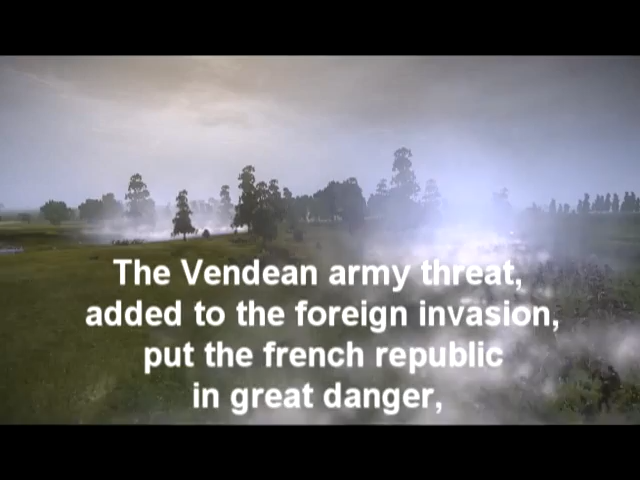 The Vendean army threat,
added to the foreign invasion,
put the french republic
in great danger,